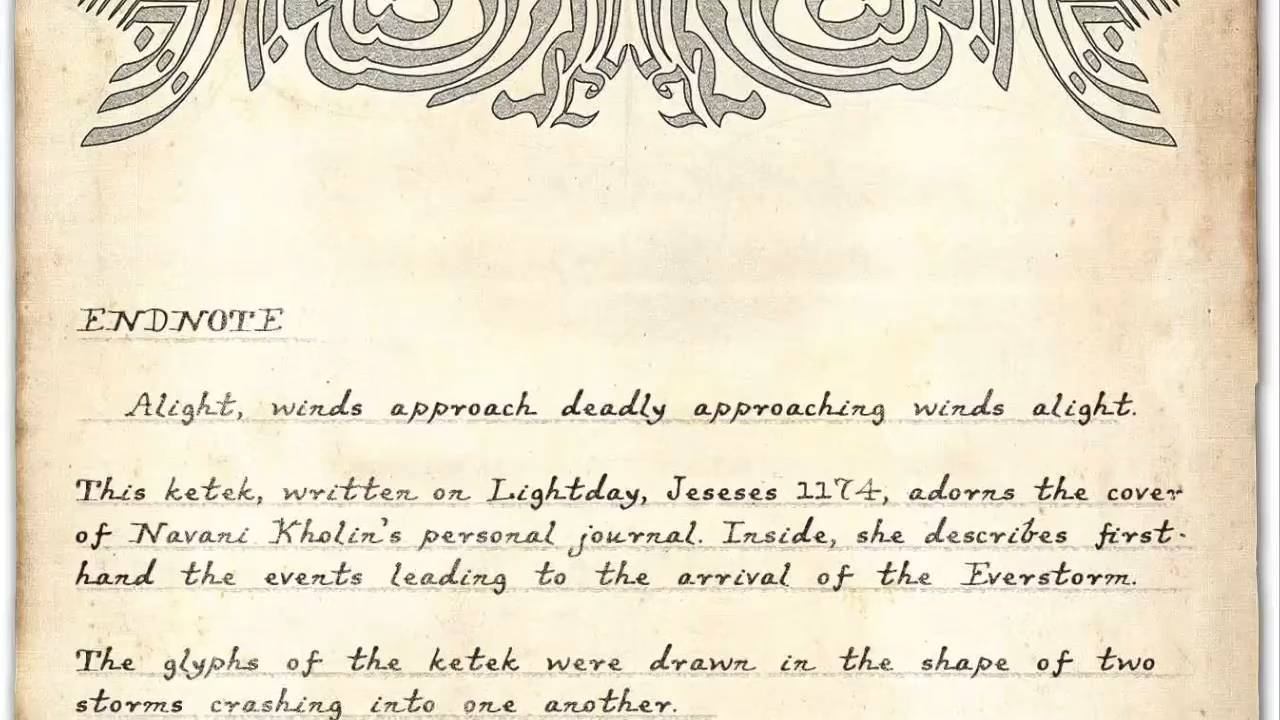 ENDNOTE
Alight, winds approach deadly approaching winds alight.
This ketek, written on Lightday, Jeseses 1174, adorns the cover
of Navani Kholin's personal journal. Inside, she describes first-
hand the events leading to the arrival of the Everstorm.
The glyphs of the ketek were drawn in the shape of two
storms crashing into one another.